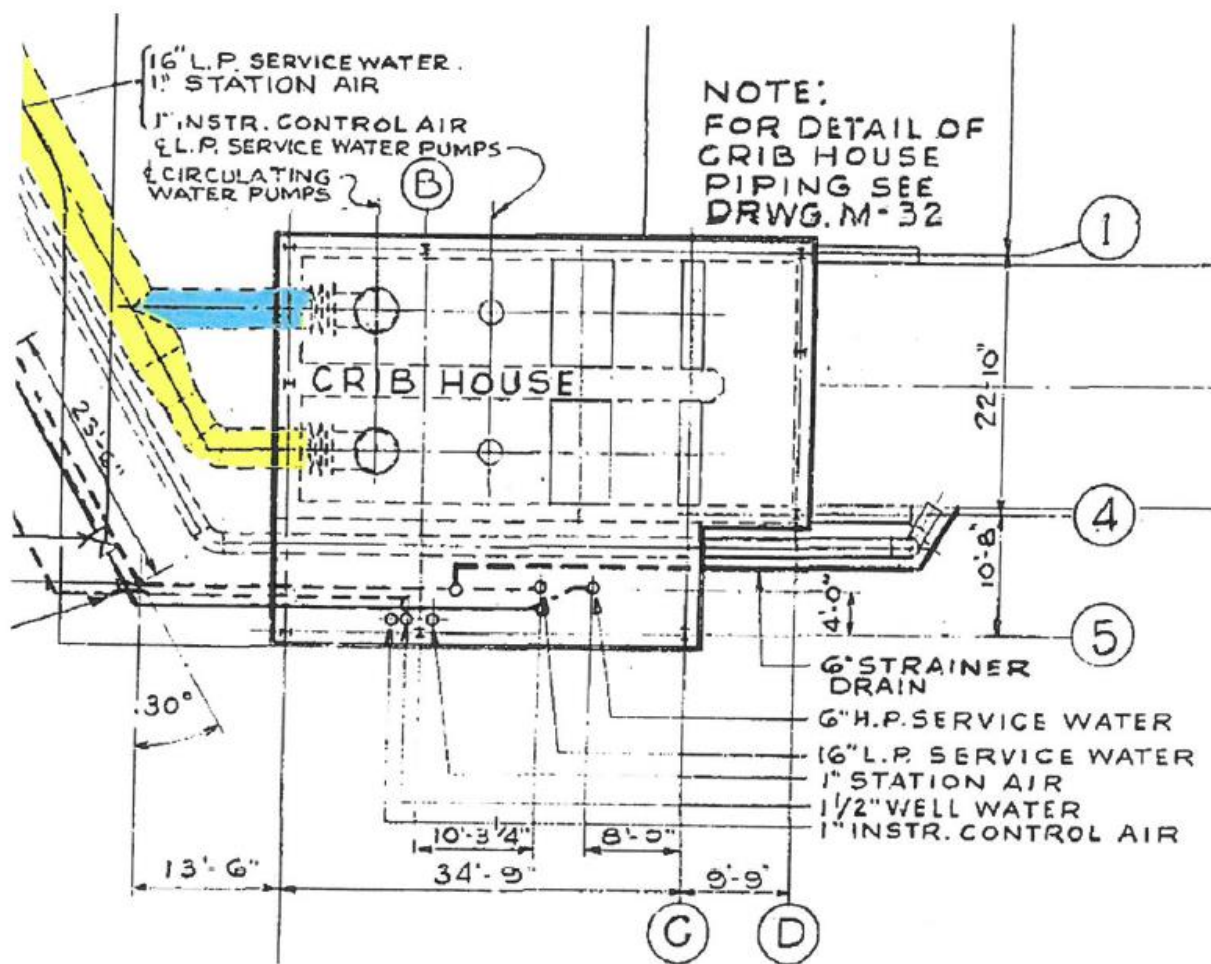 16" L.P. SERVICE WATER.
1" STATION AIR
1" INSTR. CONTROL AIR
℄ L.P. SERVICE WATER PUMPS
℄ CIRCULATING
WATER PUMPS
B
NOTE:
FOR DETAIL OF
CRIB HOUSE
PIPING SEE
DRWG. M-32
1
CRIB HOUSE
22'-10"
23'-6"
4
10'-8"
4'-0"
5
30°
6" STRAINER
DRAIN
6" H.P. SERVICE WATER
16" L.P. SERVICE WATER
1" STATION AIR
1 1/2" WELL WATER
1" INSTR. CONTROL AIR
10'-3 1/4"
8'-0"
13'-6"
34'-9"
9'-9"
C
D